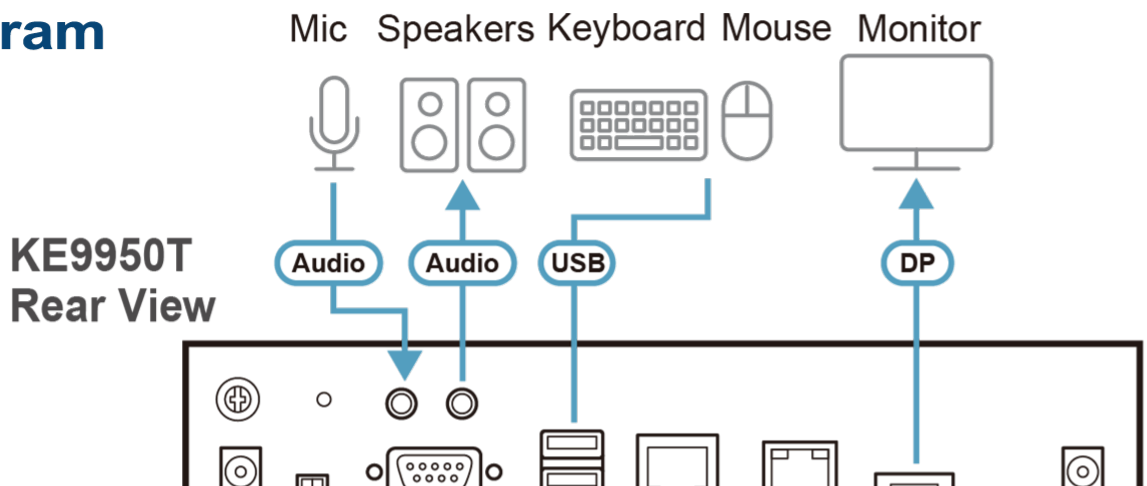 ram
Mic Speakers Keyboard Mouse Monitor
KE9950T
Rear View
Audio Audio USB DP